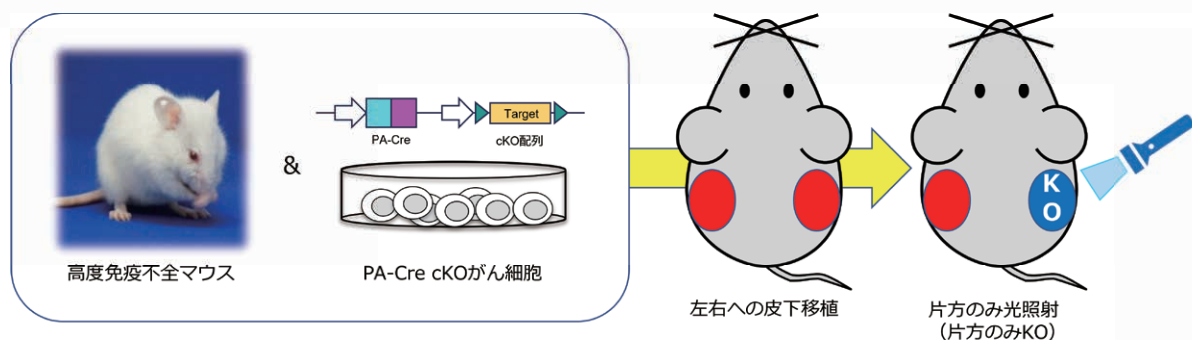 PA-Cre
Target
cKO配列
&
高度免疫不全マウス
PA-Cre cKOがん細胞
左右への皮下移植
K
O
片方のみ光照射
（片方のみKO）